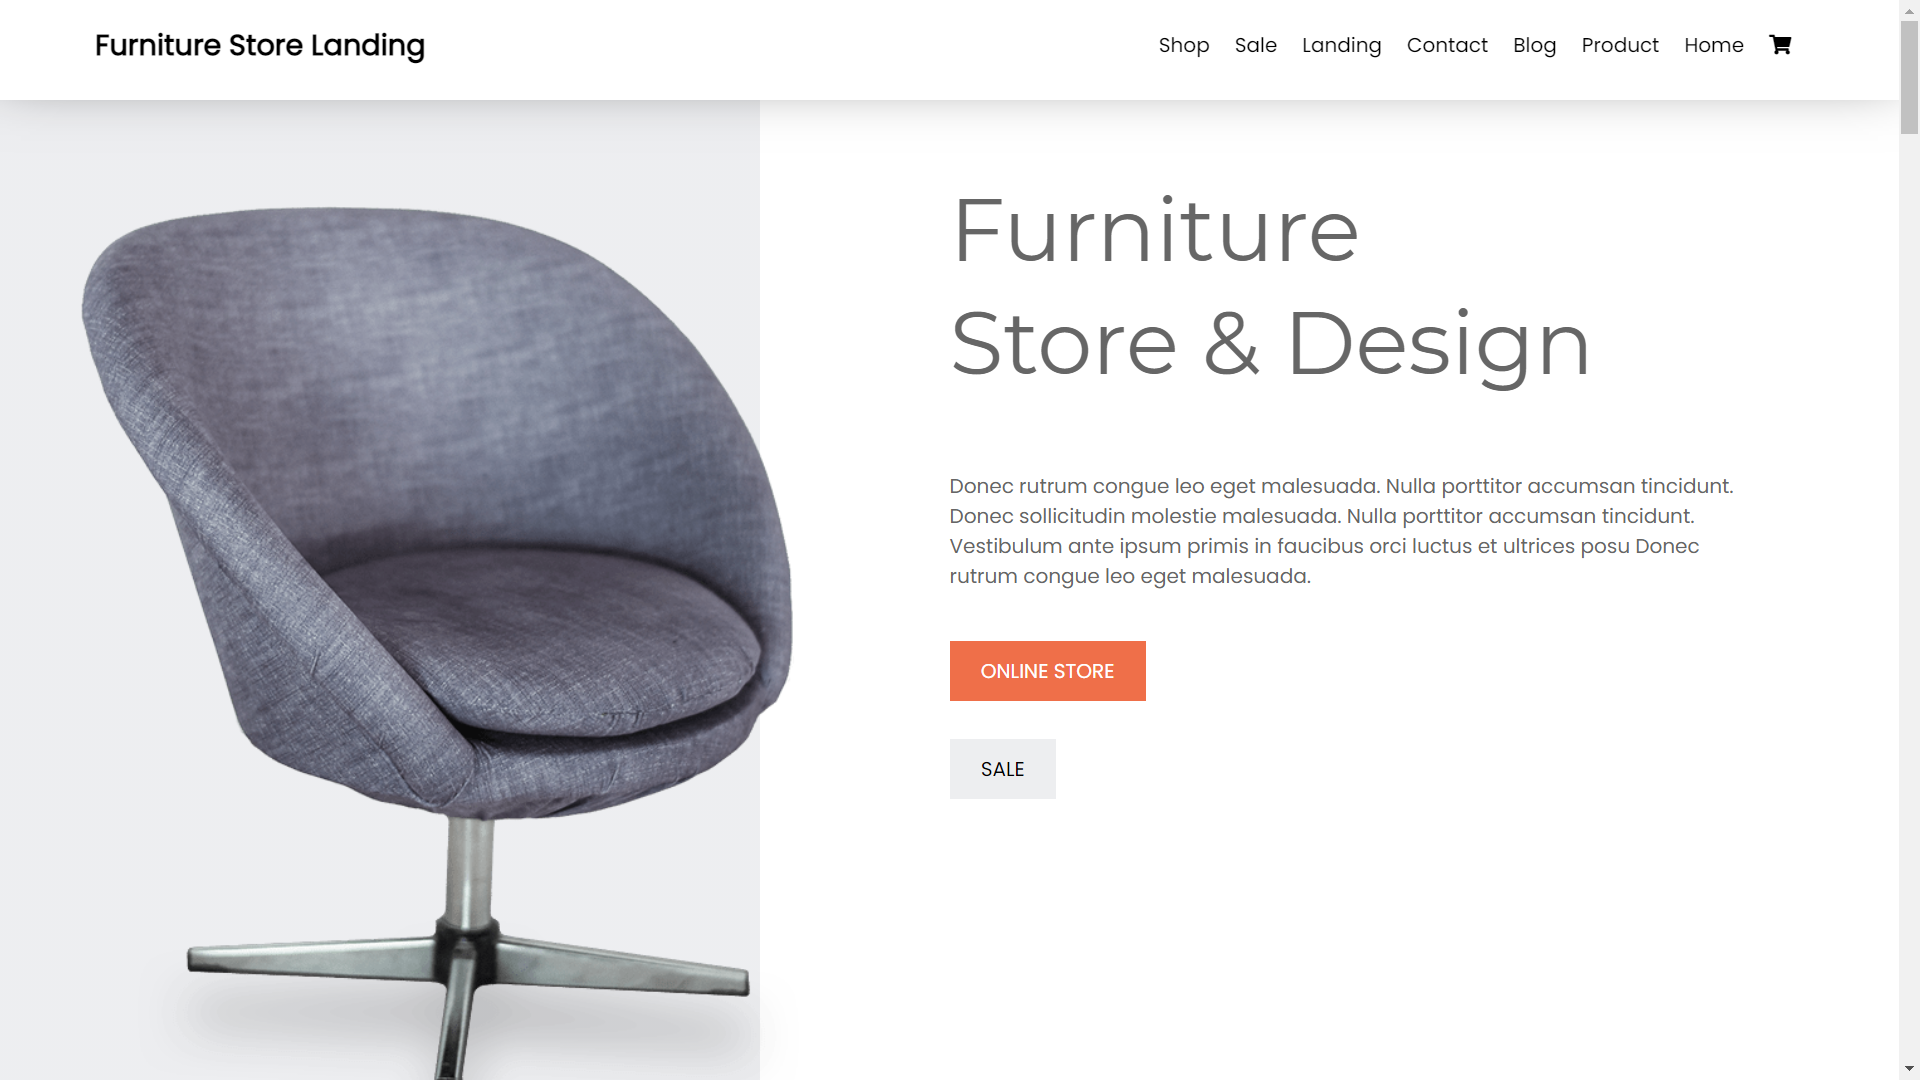 Furniture Store Landing
Shop Sale Landing Contact Blog Product Home
Furniture
Store & Design
Donec rutrum congue leo eget malesuada. Nulla porttitor accumsan tincidunt.
Donec sollicitudin molestie malesuada. Nulla porttitor accumsan tincidunt.
Vestibulum ante ipsum primis in faucibus orci luctus et ultrices posu Donec
rutrum congue leo eget malesuada.
ONLINE STORE
SALE